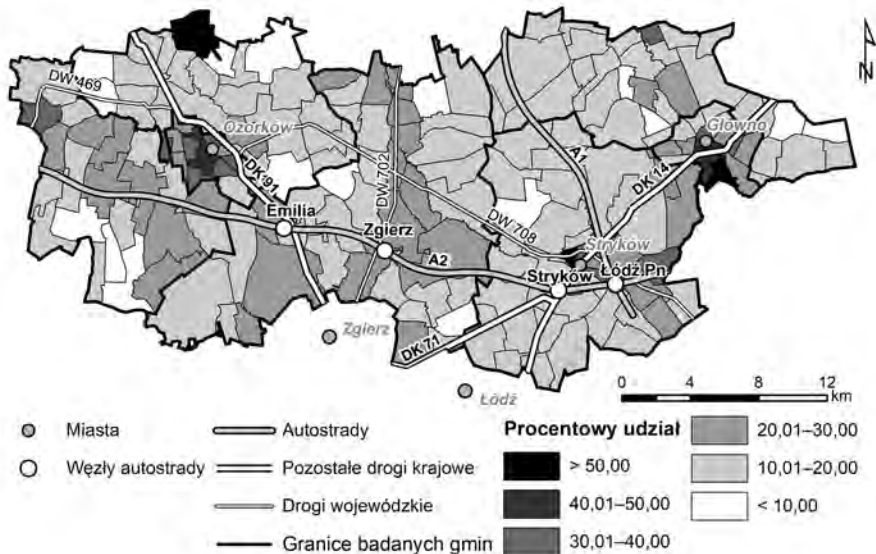 N
DW 469
Ozorków
DK 91
DW 702
A1
Głowno
DK 14
Emilia
Zgierz
DW 708
Stryków
A2
Stryków
Łódź Pn
DK 71
Zgierz
Łódź
0 4 8 12
km
Miasta
Węzły autostrady
Autostrady
Pozostałe drogi krajowe
Drogi wojewódzkie
Granice badanych gmin
Procentowy udział
> 50,00
40,01–50,00
30,01–40,00
20,01–30,00
10,01–20,00
< 10,00